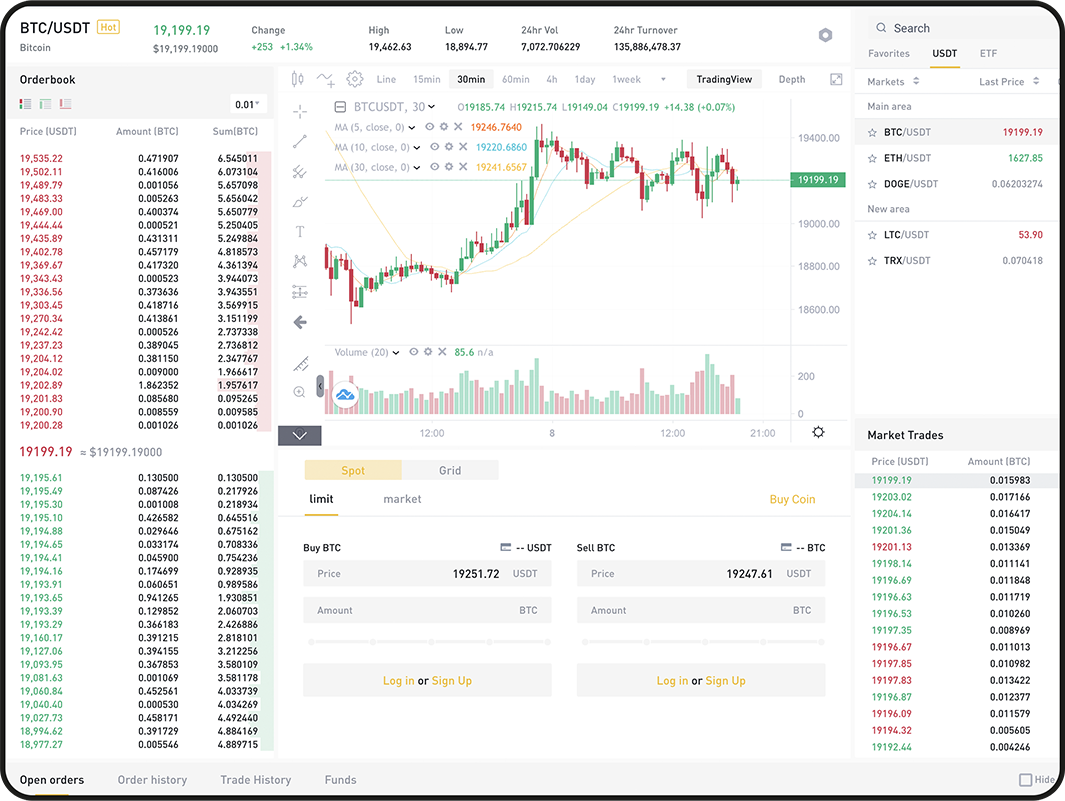 BTC/USDT Hot
Bitcoin
19,199.19
$19,199.19000
Change
+253 +1.34%
High
19,462.63
Low
18,894.77
24hr Vol
7,072.706229
24hr Turnover
135,886,478.37
Orderbook
0.01
Price (USDT) Amount (BTC) Sum(BTC)
19,535.22 0.471907 6.545011
19,502.11 0.416006 6.073104
19,489.79 0.001056 5.657098
19,483.33 0.005263 5.656042
19,469.00 0.400374 5.650779
19,444.44 0.000521 5.250405
19,435.89 0.431311 5.249884
19,402.78 0.457179 4.818573
19,369.67 0.417320 4.361394
19,343.43 0.000523 3.944073
19,336.56 0.373636 3.943551
19,303.45 0.418716 3.569915
19,270.34 0.413861 3.151199
19,242.42 0.000526 2.737338
19,237.23 0.389045 2.736812
19,204.12 0.381150 2.347767
19,204.02 0.009000 1.966617
19,202.89 1.862352 1.957617
19,201.83 0.085680 0.095265
19,200.90 0.008559 0.009585
19,200.28 0.001026 0.001026
19199.19 ≈ $19199.19000
19,195.61 0.130500 0.130500
19,195.49 0.087426 0.217926
19,195.30 0.001008 0.218934
19,195.10 0.426582 0.645516
19,194.88 0.029646 0.675162
19,194.65 0.033174 0.708336
19,194.41 0.045900 0.754236
19,194.16 0.174699 0.928935
19,193.91 0.060651 0.989586
19,193.65 0.941265 1.930851
19,193.39 0.129852 2.060703
19,193.29 0.366183 2.426886
19,160.17 0.391215 2.818101
19,127.06 0.394155 3.212256
19,093.95 0.367853 3.580109
19,081.63 0.001069 3.581178
19,060.84 0.452561 4.033739
19,040.40 0.000530 4.034269
19,027.73 0.458171 4.492440
18,994.62 0.391729 4.884169
18,977.27 0.005546 4.889715
Line 15min 30min 60min 4h 1day 1week TradingView Depth
BTCUSDT, 30 O19185.74 H19215.74 L19149.04 C19199.19 +14.38 (+0.07%)
MA (5, close, 0) 19246.7640
MA (10, close, 0) 19220.6860
MA (30, close, 0) 19241.6567
T
19400.00
19199.19
19000.00
18800.00
18600.00
Volume (20) 85.6 n/a
200
0
12:00 8 12:00 21:00
Spot Grid
limit market Buy Coin
Buy BTC -- USDT
Price 19251.72 USDT
Amount BTC
Log in or Sign Up
Sell BTC -- BTC
Price 19247.61 USDT
Amount BTC
Log in or Sign Up
Search
Favorites USDT ETF
Markets Last Price
Main area
BTC/USDT 19199.19
ETH/USDT 1627.85
DOGE/USDT 0.06203274
New area
LTC/USDT 53.90
TRX/USDT 0.070418
Market Trades
Price (USDT) Amount (BTC)
19199.19 0.015983
19203.02 0.017166
19204.14 0.016417
19201.36 0.015049
19201.13 0.013369
19198.14 0.011141
19196.69 0.011848
19196.63 0.011719
19196.53 0.010260
19197.35 0.008969
19196.67 0.011013
19197.85 0.010982
19197.83 0.013422
19196.87 0.012377
19196.09 0.011579
19194.32 0.005605
19192.44 0.004246
Open orders Order history Trade History Funds Hide